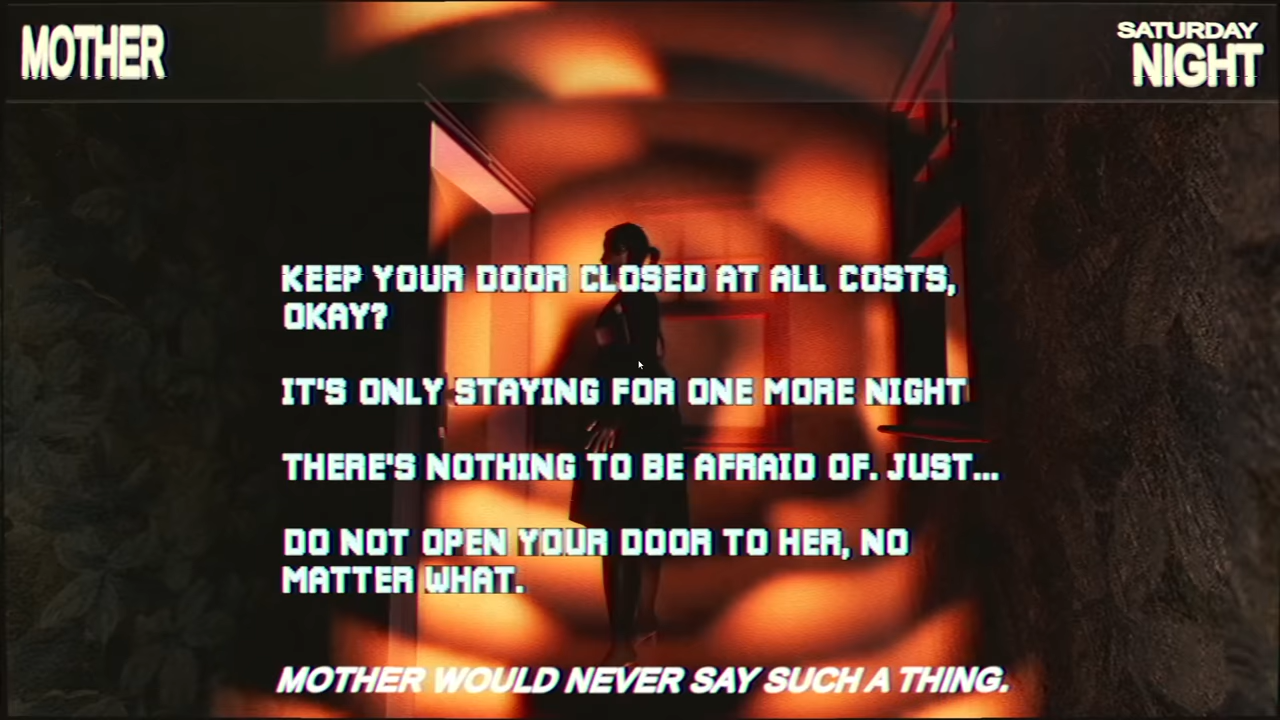 MOTHER
SATURDAY
NIGHT
KEEP YOUR DOOR CLOSED AT ALL COSTS,
OKAY?
IT'S ONLY STAYING FOR ONE MORE NIGHT
THERE'S NOTHING TO BE AFRAID OF. JUST...
DO NOT OPEN YOUR DOOR TO HER, NO
MATTER WHAT.
MOTHER WOULD NEVER SAY SUCH A THING.